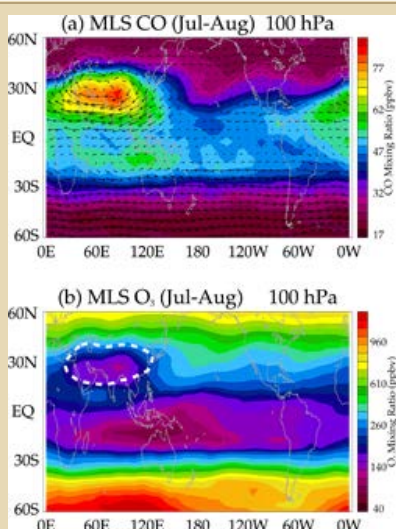 (a) MLS CO (Jul-Aug) 100 hPa
60N
30N
EQ
30S
60S
0E 60E 120E 180 120W 60W 0W
77
62
47
32
17
CO Mixing Ratio (ppbv)
(b) MLS O₃ (Jul-Aug) 100 hPa
60N
30N
EQ
30S
60S
0E 60E 120E 180 120W 60W 0W
960
610
260
140
40
O₃ Mixing Ratio (ppbv)